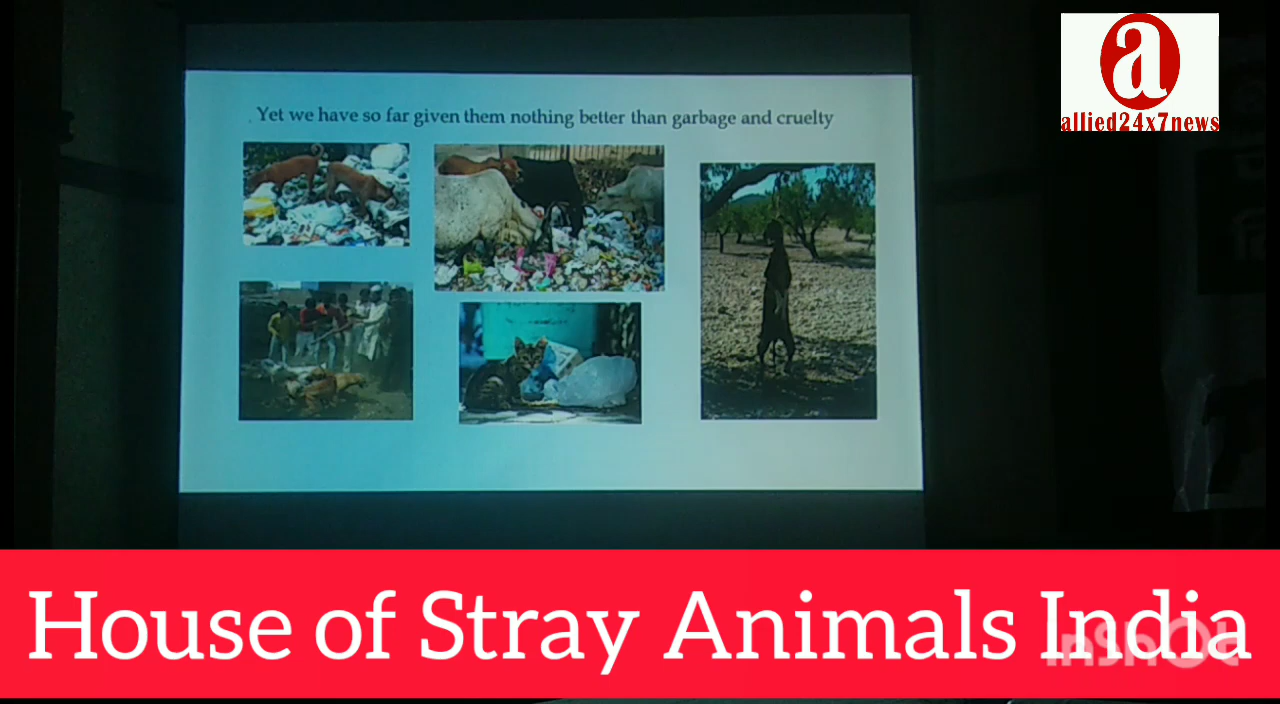 Yet we have so far given them nothing better than garbage and cruelty
a
allied24x7news
House of Stray Animals India
InShOt